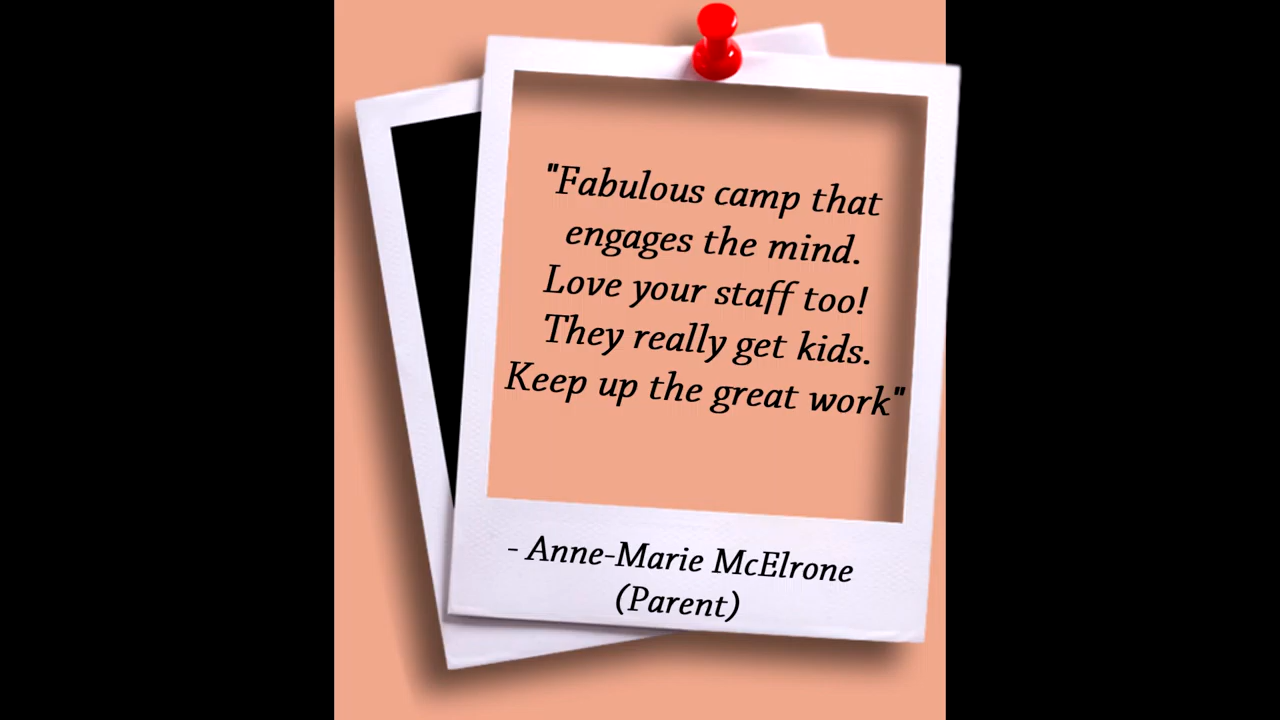 "Fabulous camp that
engages the mind.
Love your staff too!
They really get kids.
Keep up the great work"
- Anne-Marie McElrone
(Parent)